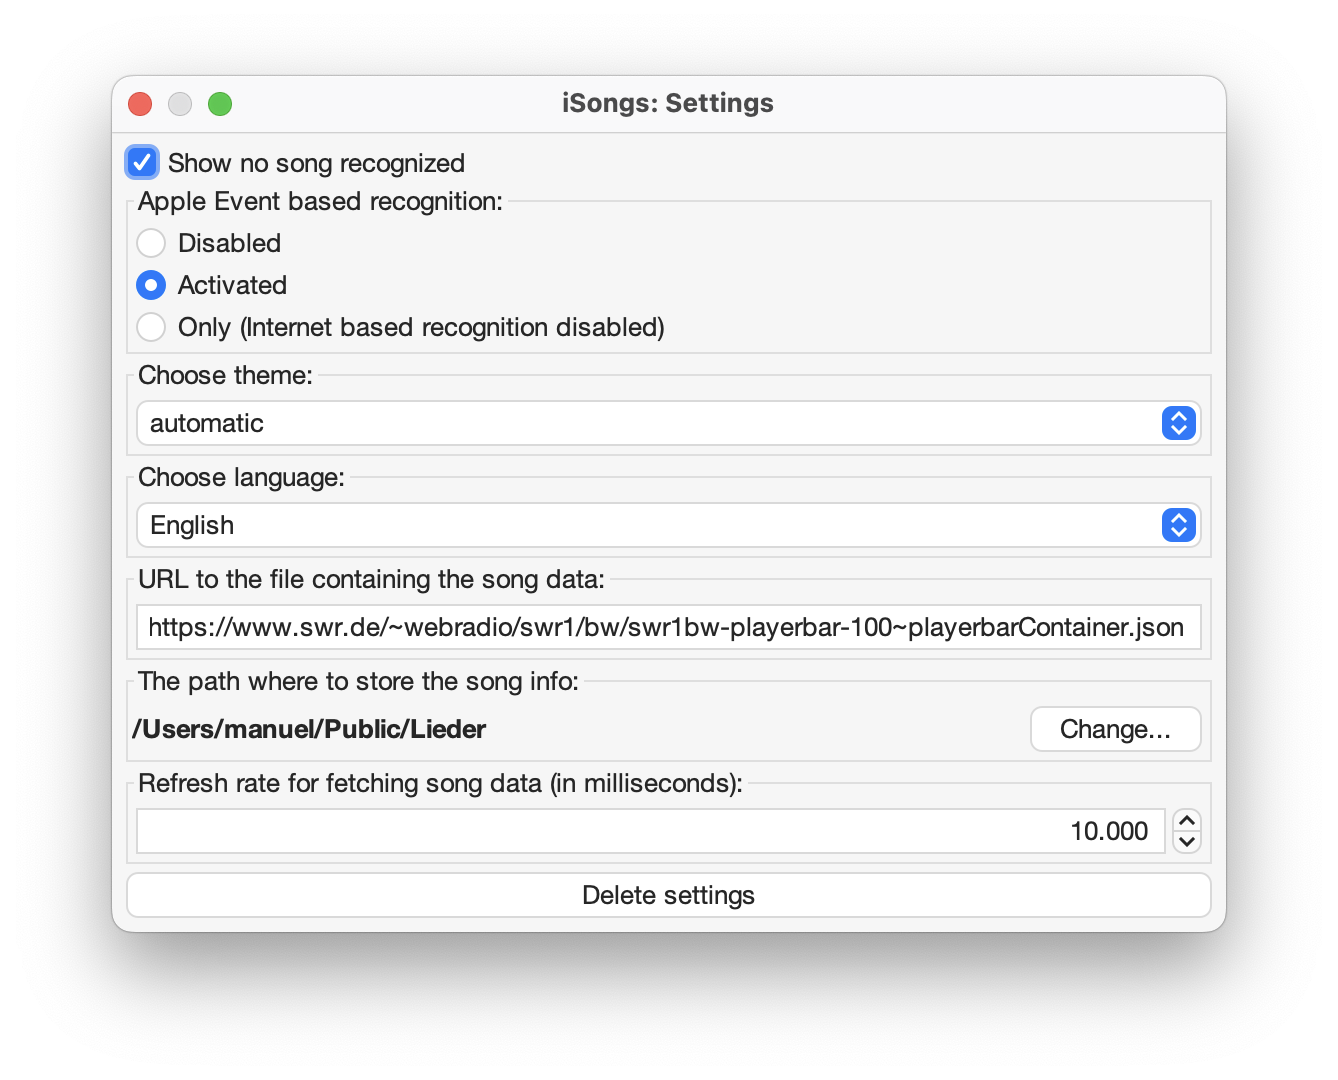 iSongs: Settings
Show no song recognized
Apple Event based recognition:
Disabled
Activated
Only (Internet based recognition disabled)
Choose theme:
automatic
Choose language:
English
URL to the file containing the song data:
https://www.swr.de/~webradio/swr1/bw/swr1bw-playerbar-100~playerbarContainer.json
The path where to store the song info:
/Users/manuel/Public/Lieder
Change...
Refresh rate for fetching song data (in milliseconds):
10.000
Delete settings